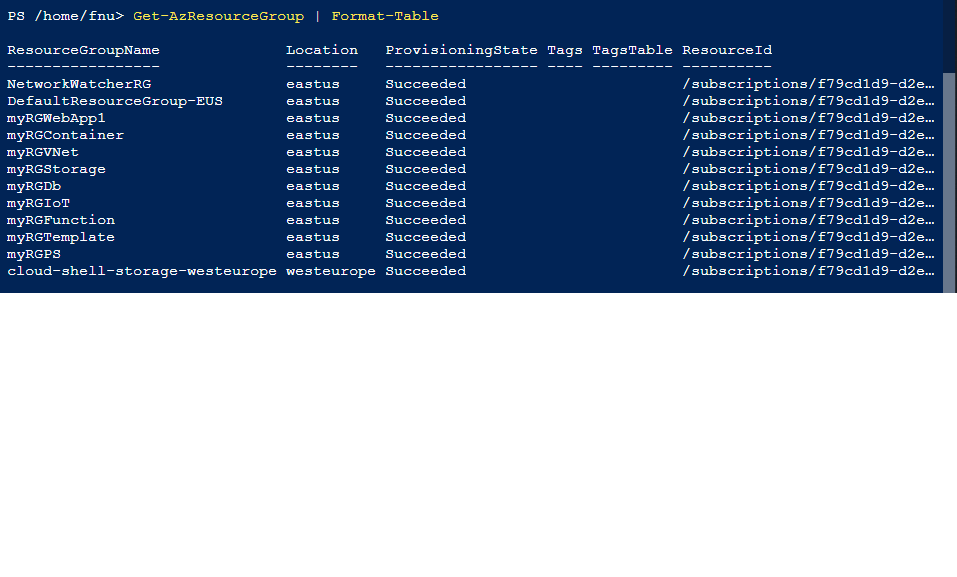 PS /home/fnu> Get-AzResourceGroup | Format-Table
ResourceGroupName Location ProvisioningState Tags TagsTable ResourceId
----------------- -------- ----------------- ---- --------- ----------
NetworkWatcherRG eastus Succeeded /subscriptions/f79cd1d9-d2e…
DefaultResourceGroup-EUS eastus Succeeded /subscriptions/f79cd1d9-d2e…
myRGWebApp1 eastus Succeeded /subscriptions/f79cd1d9-d2e…
myRGContainer eastus Succeeded /subscriptions/f79cd1d9-d2e…
myRGVNet eastus Succeeded /subscriptions/f79cd1d9-d2e…
myRGStorage eastus Succeeded /subscriptions/f79cd1d9-d2e…
myRGDb eastus Succeeded /subscriptions/f79cd1d9-d2e…
myRGIoT eastus Succeeded /subscriptions/f79cd1d9-d2e…
myRGFunction eastus Succeeded /subscriptions/f79cd1d9-d2e…
myRGTemplate eastus Succeeded /subscriptions/f79cd1d9-d2e…
myRGPS eastus Succeeded /subscriptions/f79cd1d9-d2e…
cloud-shell-storage-westeurope westeurope Succeeded /subscriptions/f79cd1d9-d2e…